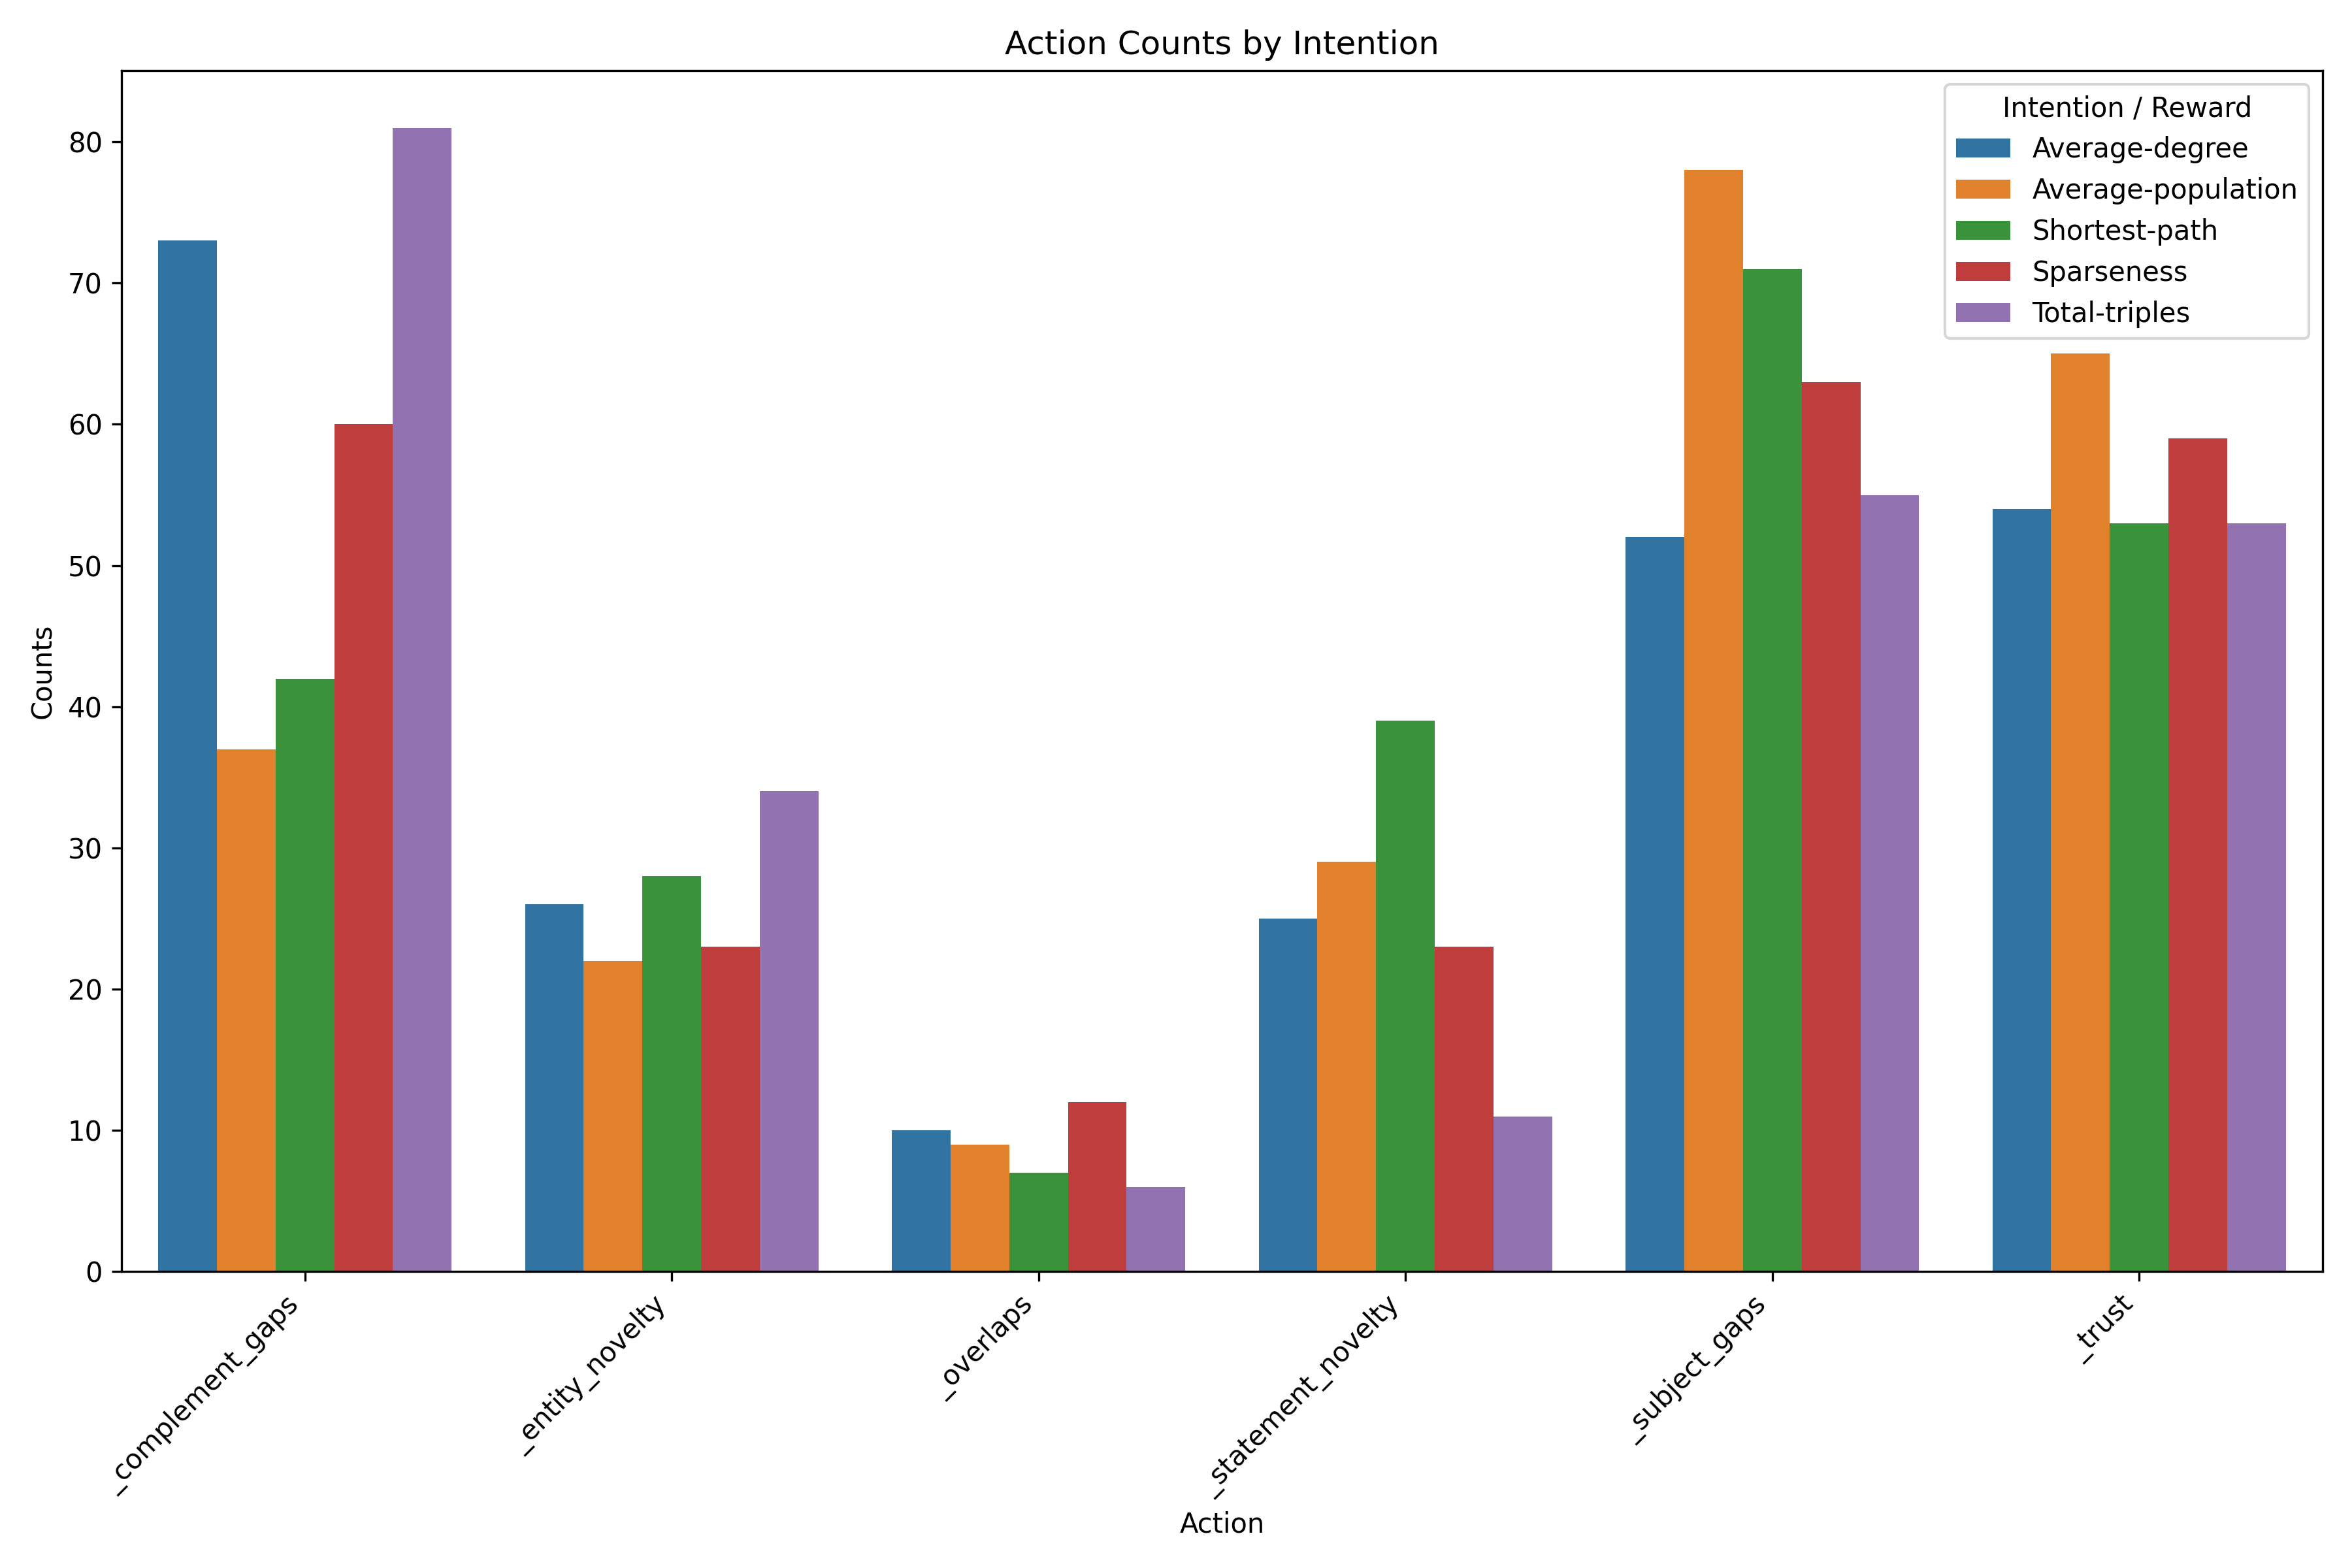 Action Counts by Intention
Intention / Reward
Average-degree
Average-population
Shortest-path
Sparseness
Total-triples
Counts
80
70
60
50
40
30
20
10
0
_complement_gaps
_entity_novelty
_overlaps
_statement_novelty
_subject_gaps
_trust
Action